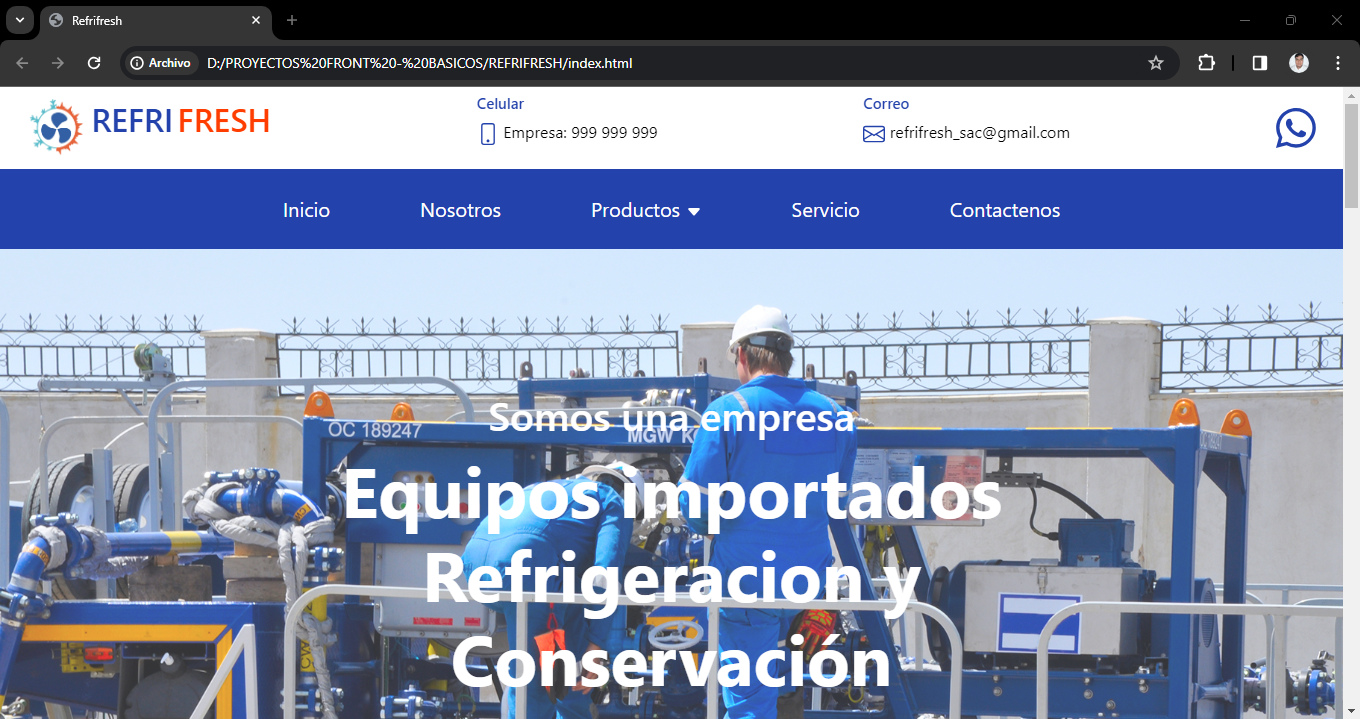 Refrifresh
Archivo D:/PROYECTOS%20FRONT%20-%20BASICOS/REFRIFRESH/index.html
REFRI FRESH
Celular
Empresa: 999 999 999
Correo
refrifresh_sac@gmail.com
Inicio Nosotros Productos Servicio Contactenos
OC 189247
MGW
Somos una empresa
Equipos importados
Refrigeracion y
Conservación